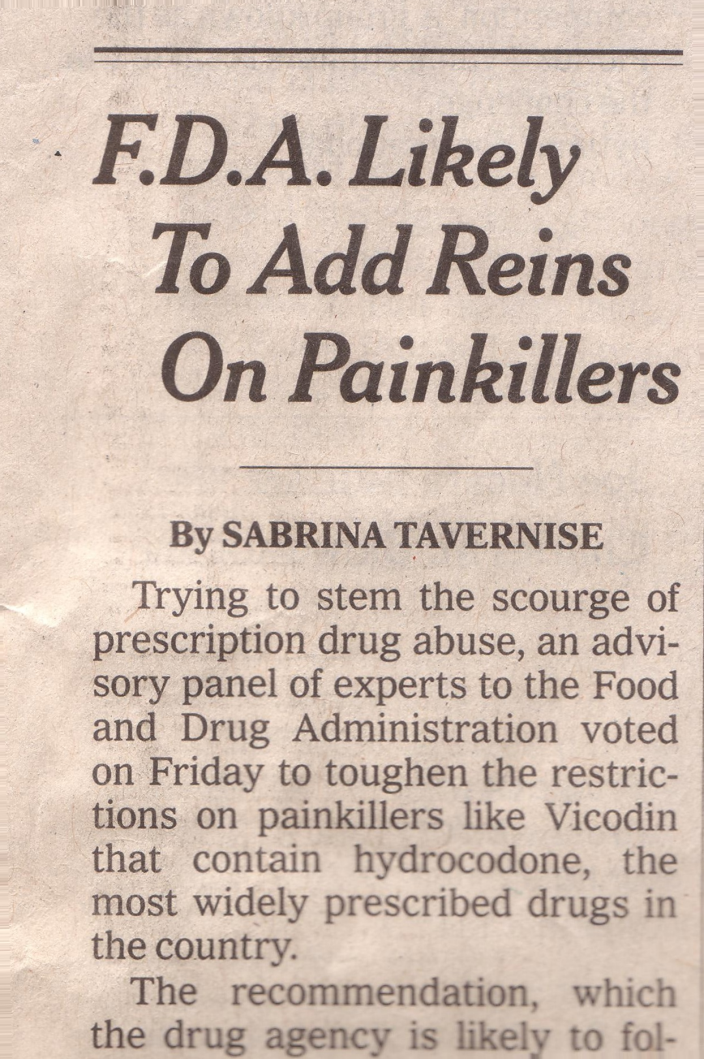 F.D.A. Likely
To Add Reins
On Painkillers
By SABRINA TAVERNISE
Trying to stem the scourge of
prescription drug abuse, an advi-
sory panel of experts to the Food
and Drug Administration voted
on Friday to toughen the restric-
tions on painkillers like Vicodin
that contain hydrocodone, the
most widely prescribed drugs in
the country.
The recommendation, which
the drug agency is likely to fol-